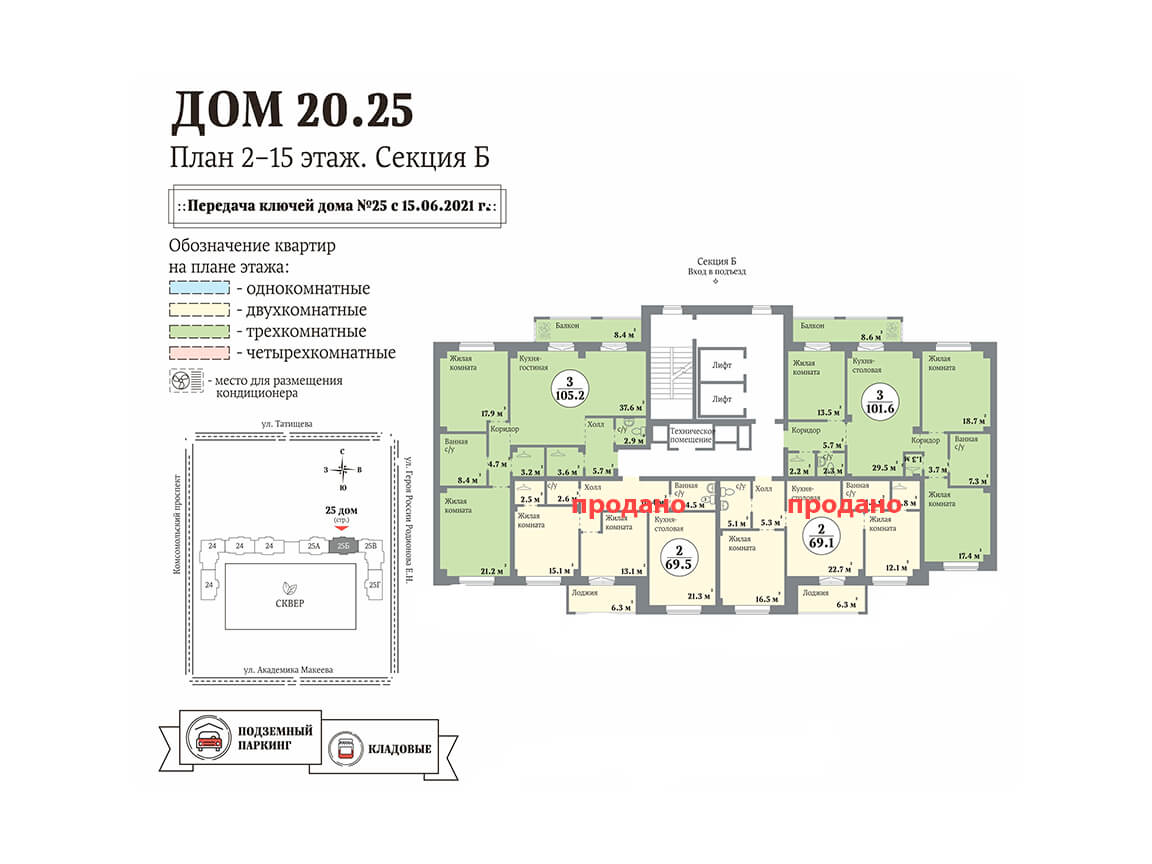 ДОМ 20.25
План 2–15 этаж. Секция Б
Передача ключей дома №25 с 15.06.2021 г.
Обозначение квартир
на плане этажа:
- однокомнатные
- двухкомнатные
- трехкомнатные
- четырехкомнатные
- место для размещения
кондиционера
ул. Татищева
Комсомольский проспект
ул. Героя России Родионова Е.Н.
С
З В
Ю
25 дом
(стр.)
24 24 24 25А 25Б 25В
24 25Г
СКВЕР
ул. Академика Макеева
ПОДЗЕМНЫЙ
ПАРКИНГ
КЛАДОВЫЕ
Секция Б
Вход в подъезд
Балкон
8.4 м²
Балкон
8.6 м²
Жилая
комната
17.9 м²
Кухня-
гостиная
3
105.2
37.6 м²
Лифт
Лифт
Техническое
помещение
Жилая
комната
13.5 м²
Кухня-
столовая
3
101.6
29.5 м²
Жилая
комната
18.7 м²
Коридор
4.7 м²
Холл
5.7 м²
с/у
2.9 м²
Ванная
с/у
8.4 м²
3.2 м²
3.6 м²
Коридор
5.7 м²
2.2 м²
с/у
2.3 м²
1.3 м
Коридор
3.7 м²
Ванная
с/у
7.3 м²
Жилая
комната
21.2 м²
2.5 м²
с/у
2.6 м²
Холл
продано
Ванная
с/у
4.5 м²
с/у
5.1 м²
Холл
5.3 м²
Кухня-
столовая
продано
Ванная
с/у
Жилая
комната
17.4 м²
Жилая
комната
15.1 м²
Жилая
комната
13.1 м²
Кухня-
столовая
2
69.5
21.3 м²
Жилая
комната
16.5 м²
2
69.1
22.7 м²
Жилая
комната
12.1 м²
Лоджия
6.3 м²
Лоджия
6.3 м²